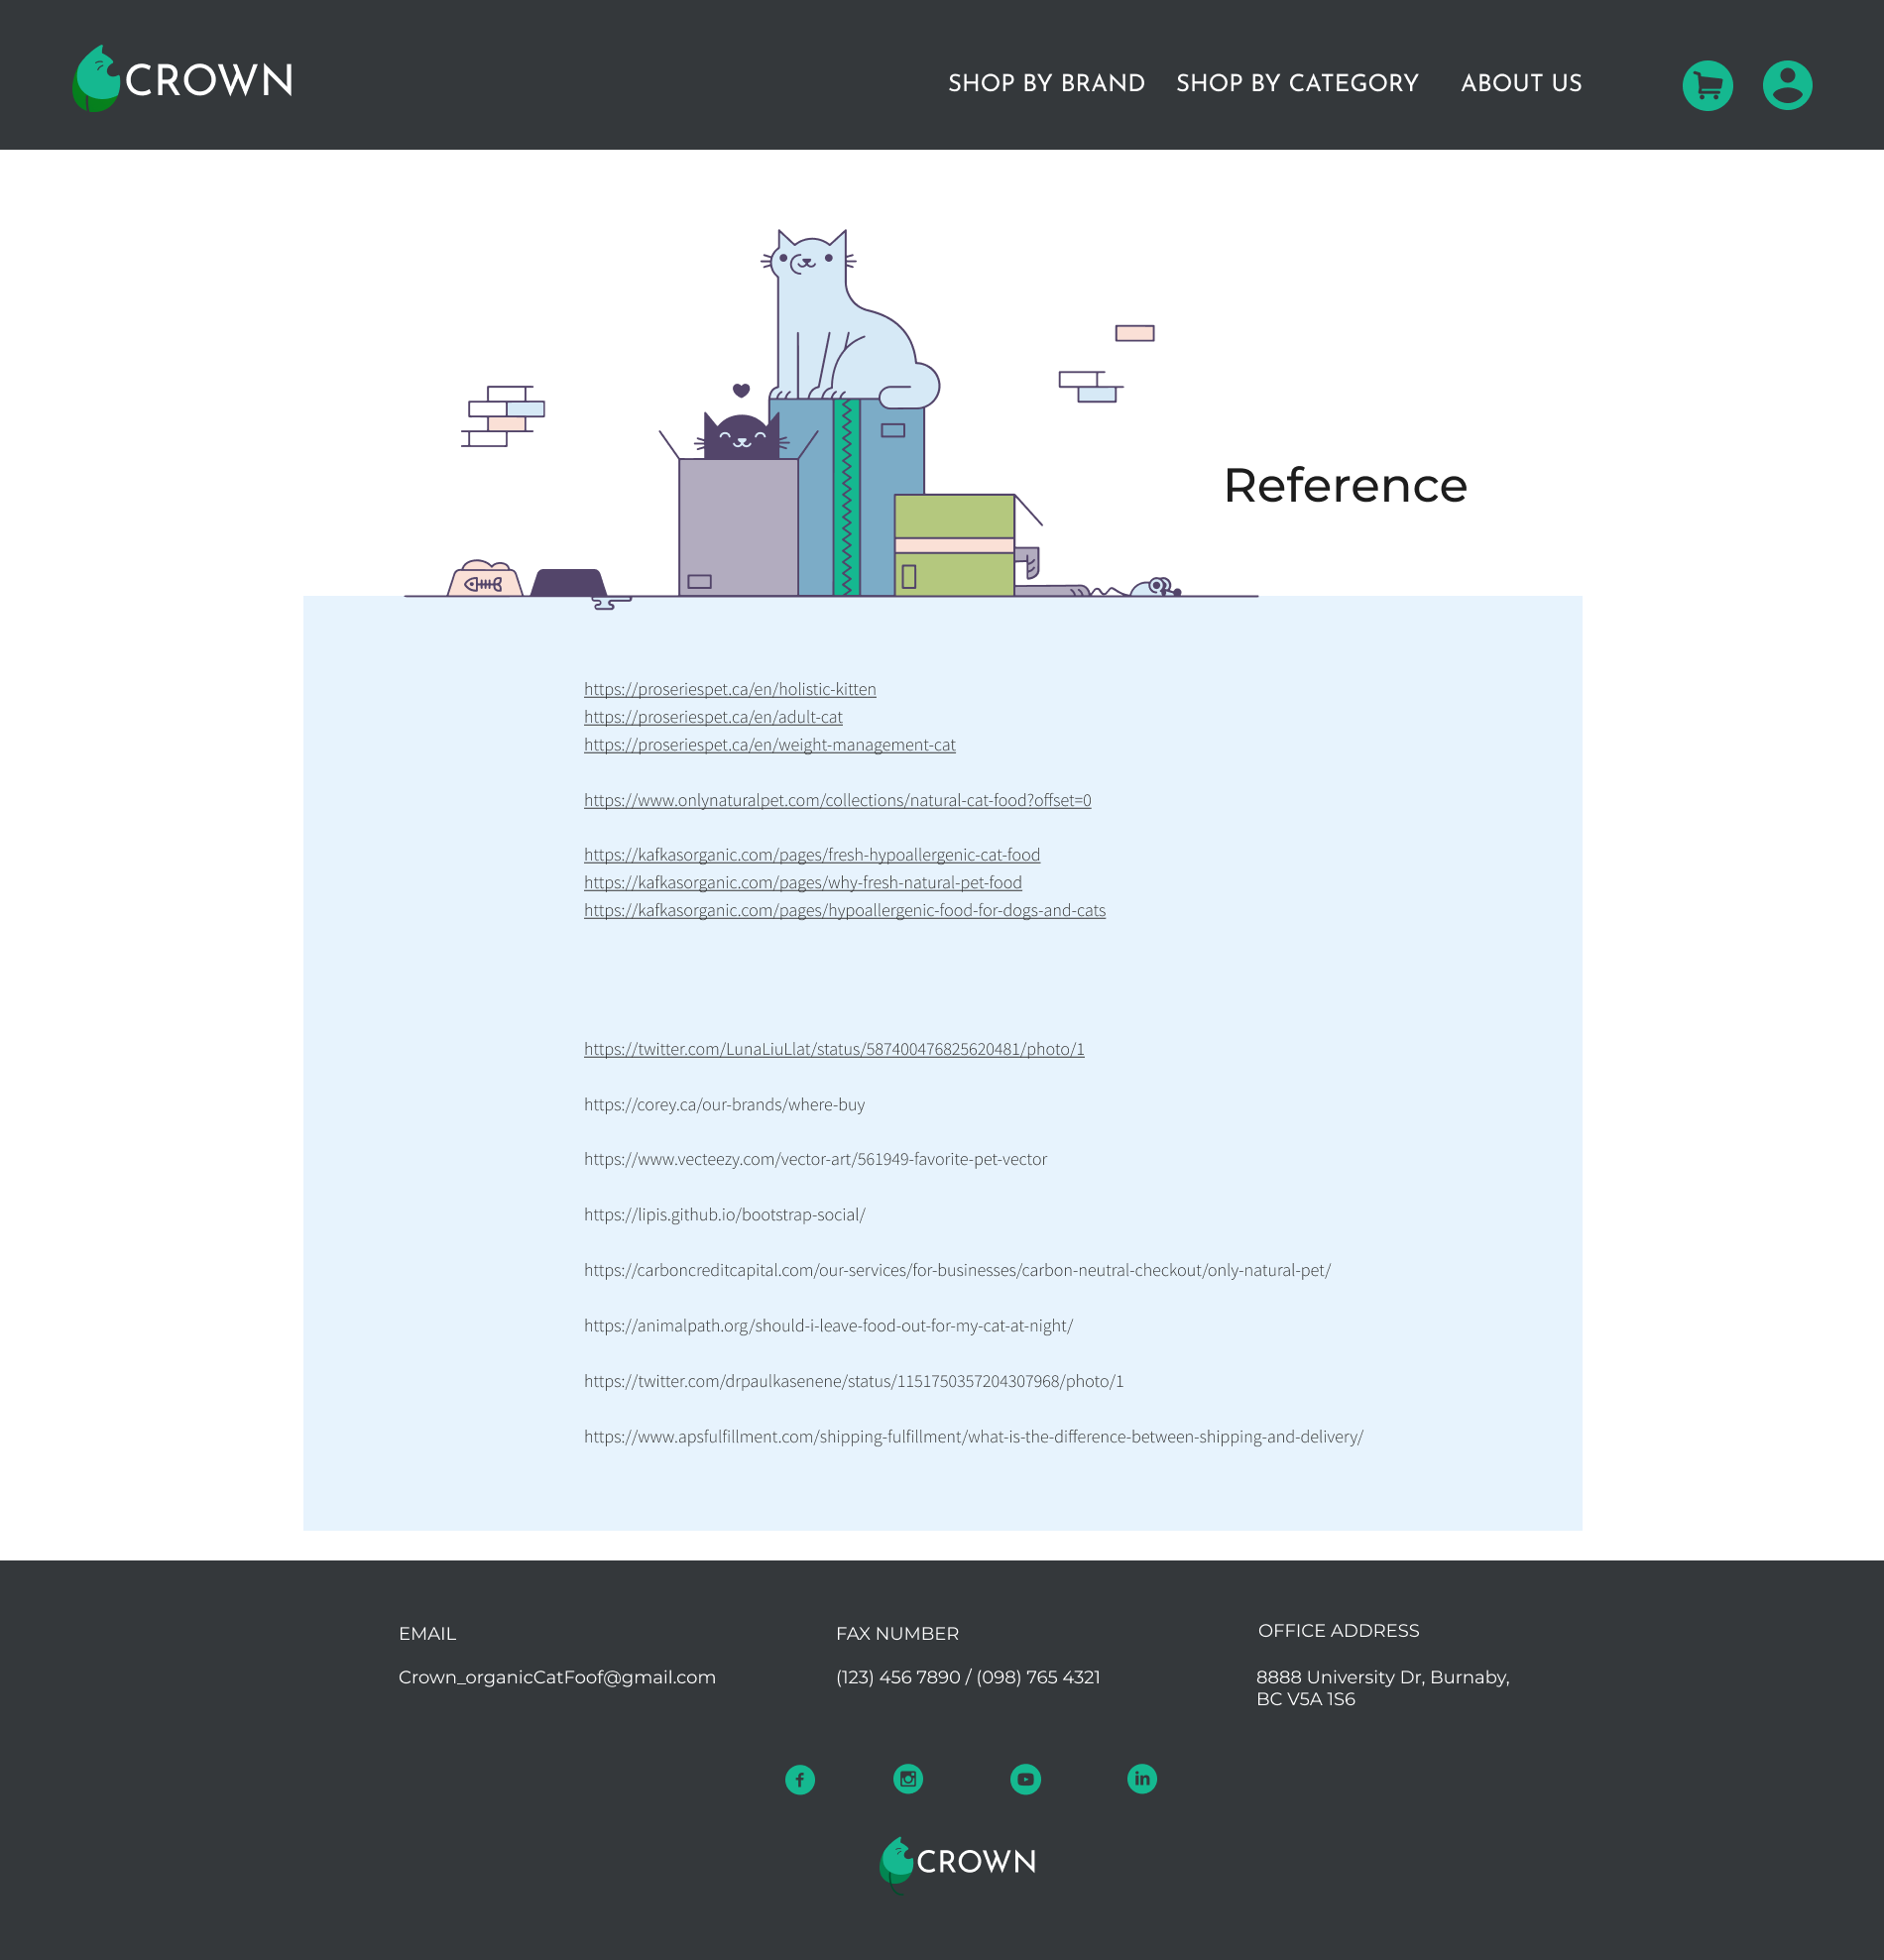 CROWN
SHOP BY BRAND
SHOP BY CATEGORY
ABOUT US
Reference
https://proseriespet.ca/en/holistic-kitten
https://proseriespet.ca/en/adult-cat
https://proseriespet.ca/en/weight-management-cat
https://www.onlynaturalpet.com/collections/natural-cat-food?offset=0
https://kafkasorganic.com/pages/fresh-hypoallergenic-cat-food
https://kafkasorganic.com/pages/why-fresh-natural-pet-food
https://kafkasorganic.com/pages/hypoallergenic-food-for-dogs-and-cats
https://twitter.com/LunaLiuLlat/status/587400476825620481/photo/1
https://corey.ca/our-brands/where-buy
https://www.vecteezy.com/vector-art/561949-favorite-pet-vector
https://lipis.github.io/bootstrap-social/
https://carboncreditcapital.com/our-services/for-businesses/carbon-neutral-checkout/only-natural-pet/
https://animalpath.org/should-i-leave-food-out-for-my-cat-at-night/
https://twitter.com/drpaulkasenene/status/1151750357204307968/photo/1
https://www.apsfulfillment.com/shipping-fulfillment/what-is-the-difference-between-shipping-and-delivery/
EMAIL
Crown_organicCatFoof@gmail.com
FAX NUMBER
(123) 456 7890 / (098) 765 4321
OFFICE ADDRESS
8888 University Dr, Burnaby,
BC V5A 1S6
CROWN